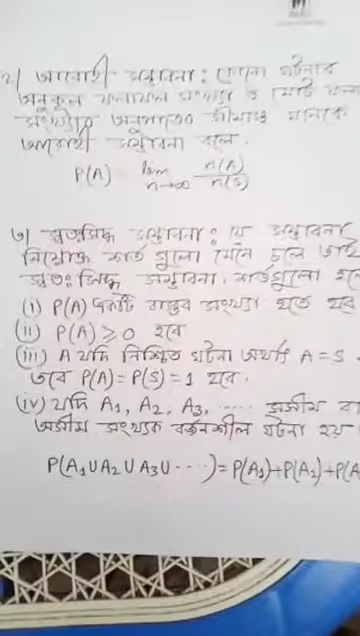 ২) আরোহী সম্ভাবনা: কোনো ঘটনার
অনুকূল ফলাফল সংখ্যা ও মোট ফলা
সংখ্যার অনুপাতের সীমান্ত মানকে
আরোহী সম্ভাবনা বলে.
P(A) lim n→∞ n(A)/n(S)
৩) স্বতঃসিদ্ধ সম্ভাবনা: যে সম্ভাবনা
নিম্নোক্ত শর্ত গুলো মেনে চলে তাই
স্বতঃসিদ্ধ সম্ভাবনা. শর্তগুলো হলে
(i) P(A) একটি বাস্তব সংখ্যা হতে হবে
(ii) P(A) ≥ 0 হবে
(iii) A যদি নিশ্চিত ঘটনা অর্থাৎ A = S
তবে P(A) = P(S) = 1 হবে.
(iv) যদি A₁, A₂, A₃, ..... সসীম বা
অসীম সংখ্যক বর্জনশীল ঘটনা হয়
P(A₁∪A₂∪A₃∪ ....) = P(A₁)+P(A₂)+P(A